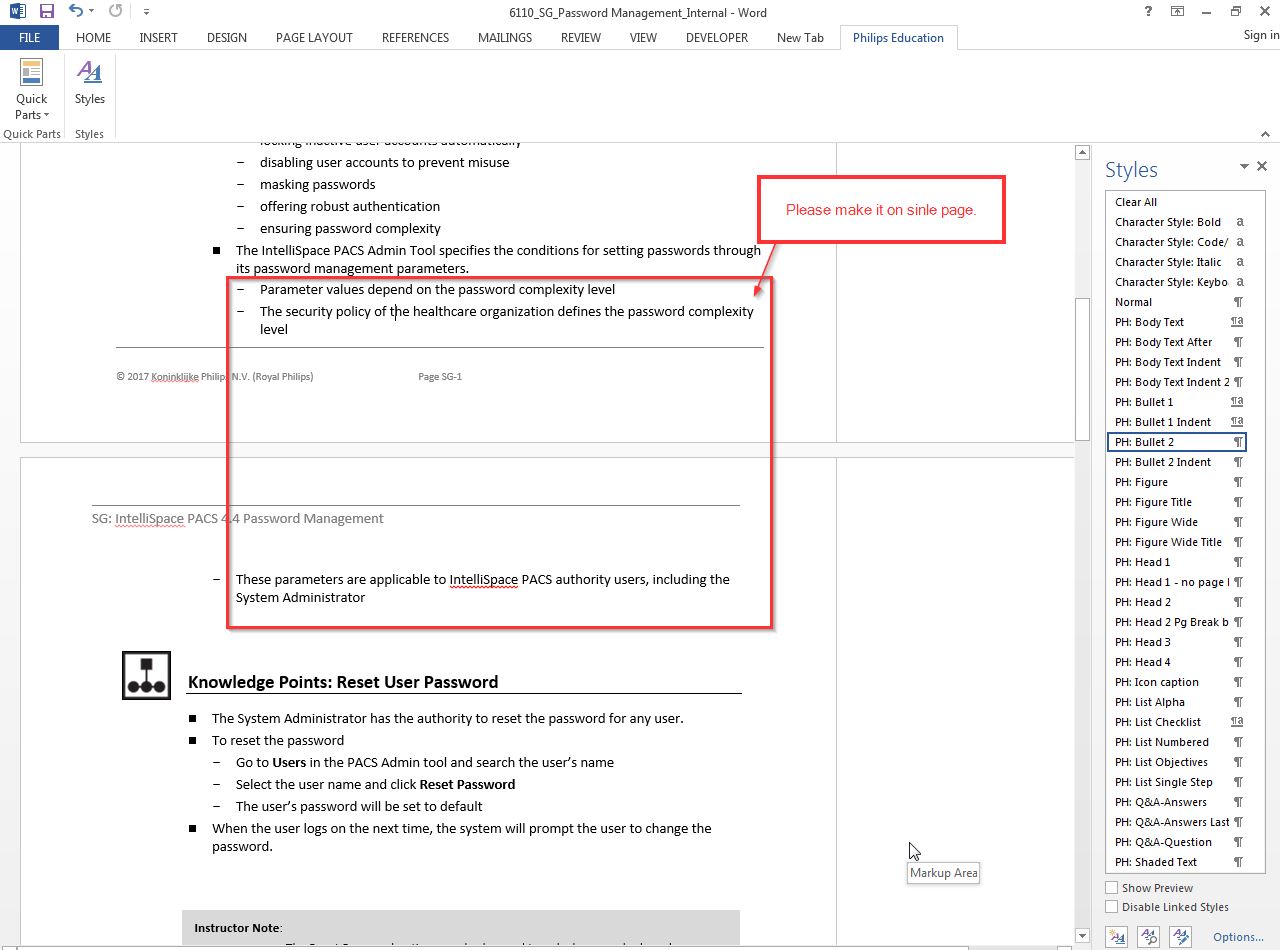 6110_SG_Password Management_Internal - Word
FILE HOME INSERT DESIGN PAGE LAYOUT REFERENCES MAILINGS REVIEW VIEW DEVELOPER New Tab Philips Education Sign in
Quick Parts
Styles
Quick Parts Styles
locking inactive user accounts automatically
– disabling user accounts to prevent misuse
– masking passwords
– offering robust authentication
– ensuring password complexity
Please make it on sinle page.
■ The IntelliSpace PACS Admin Tool specifies the conditions for setting passwords through
its password management parameters.
– Parameter values depend on the password complexity level
– The security policy of the healthcare organization defines the password complexity
level
© 2017 Koninklijke Philips N.V. (Royal Philips) Page SG-1
SG: IntelliSpace PACS 4.4 Password Management
– These parameters are applicable to IntelliSpace PACS authority users, including the
System Administrator
Knowledge Points: Reset User Password
■ The System Administrator has the authority to reset the password for any user.
■ To reset the password
– Go to Users in the PACS Admin tool and search the user's name
– Select the user name and click Reset Password
– The user's password will be set to default
■ When the user logs on the next time, the system will prompt the user to change the
password.
Markup Area
Instructor Note:
Styles
Clear All
Character Style: Bold a
Character Style: Code/ a
Character Style: Italic a
Character Style: Keybo a
Normal ¶
PH: Body Text ¶a
PH: Body Text After ¶
PH: Body Text Indent ¶
PH: Body Text Indent 2 ¶
PH: Bullet 1 ¶a
PH: Bullet 1 Indent ¶a
PH: Bullet 2 ¶
PH: Bullet 2 Indent ¶
PH: Figure ¶
PH: Figure Title ¶
PH: Figure Wide ¶
PH: Figure Wide Title ¶
PH: Head 1 ¶
PH: Head 1 - no page ¶
PH: Head 2 ¶
PH: Head 2 Pg Break b ¶
PH: Head 3 ¶
PH: Head 4 ¶
PH: Icon caption ¶
PH: List Alpha ¶
PH: List Checklist ¶a
PH: List Numbered ¶
PH: List Objectives ¶
PH: List Single Step ¶
PH: Q&A-Answers ¶
PH: Q&A-Answers Last ¶
PH: Q&A-Question ¶
PH: Shaded Text ¶
Show Preview
Disable Linked Styles
Options...